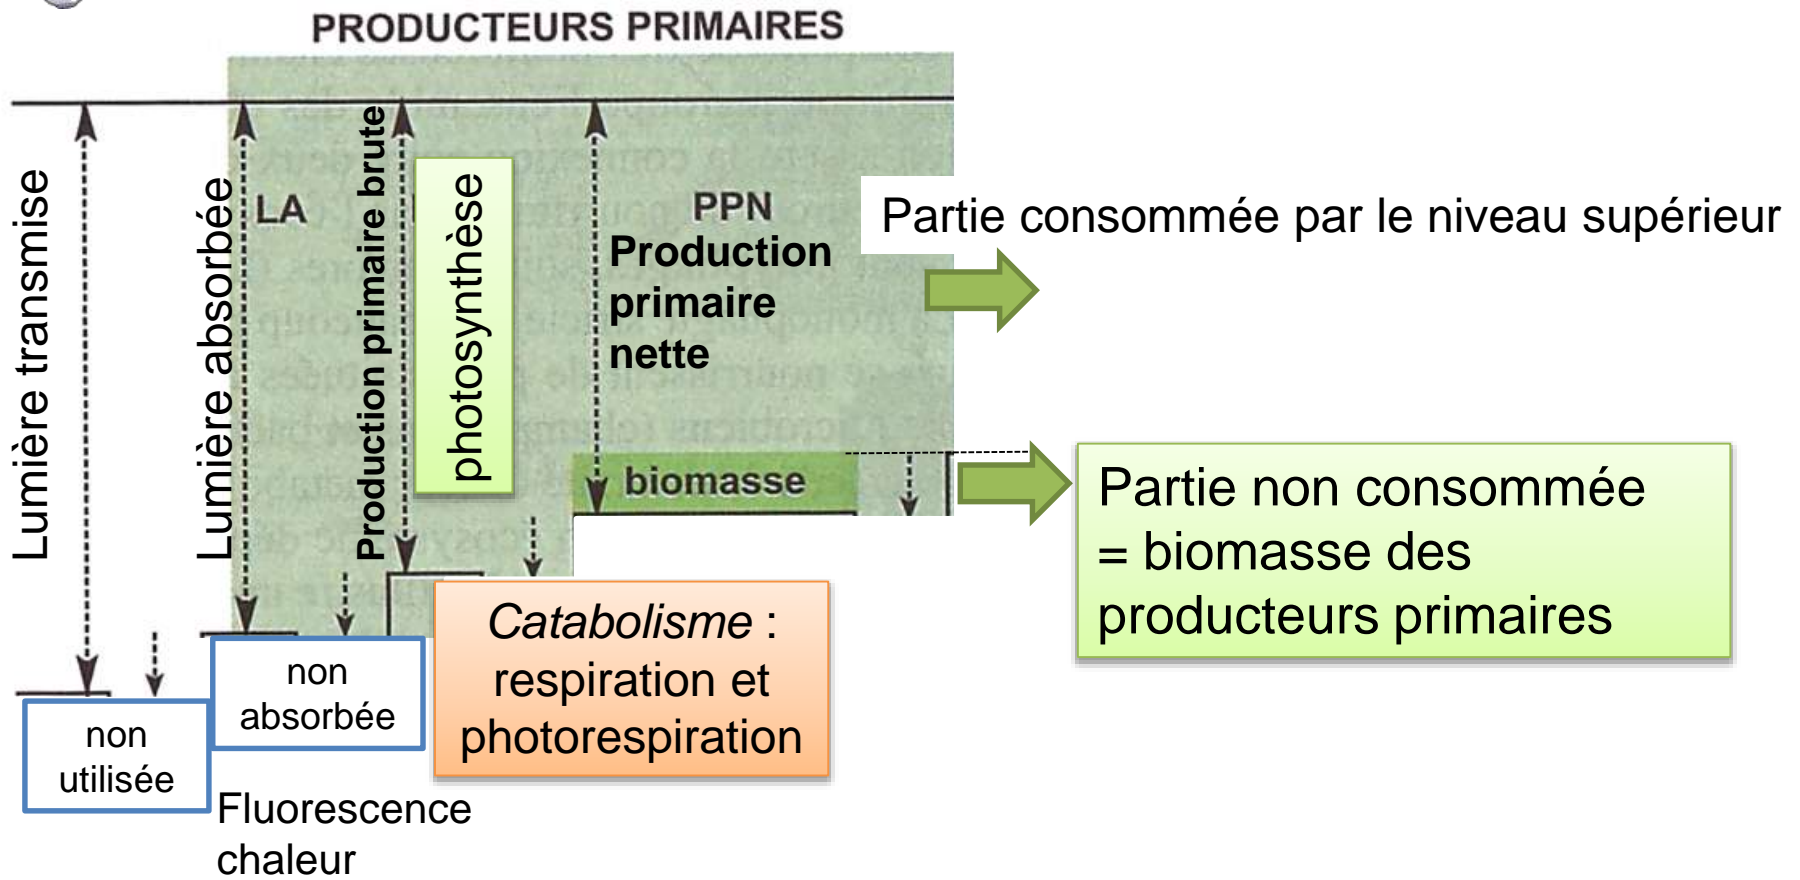 PRODUCTEURS PRIMAIRES
Lumière transmise
Lumière absorbée
LA
Production primaire brute
photosynthèse
PPN
Production
primaire
nette
Partie consommée par le niveau supérieur
biomasse
Partie non consommée
= biomasse des
producteurs primaires
Catabolisme :
respiration et
photorespiration
non
absorbée
non
utilisée
Fluorescence
chaleur